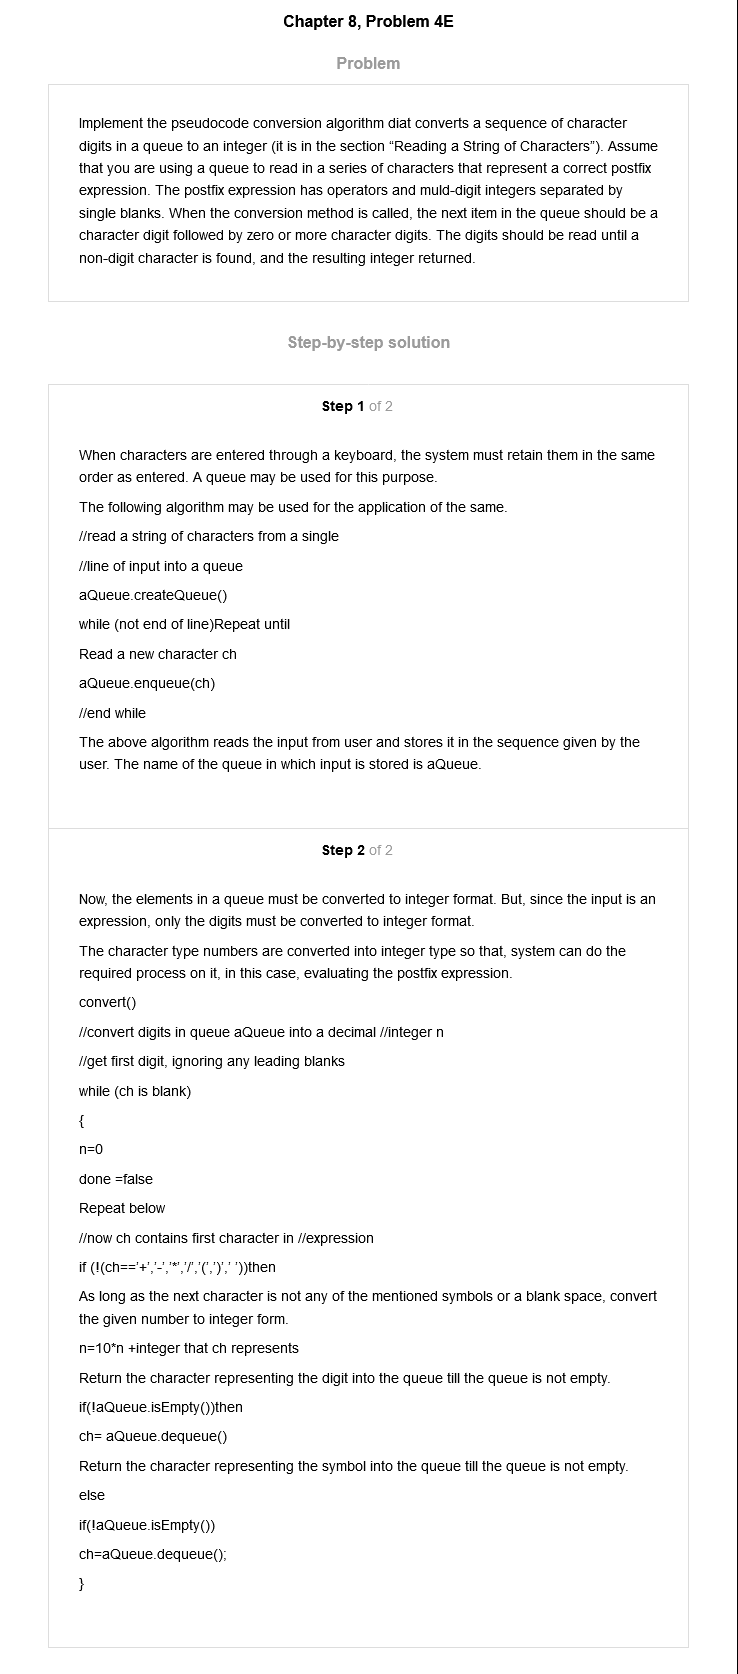 Chapter 8, Problem 4E
Problem
Implement the pseudocode conversion algorithm diat converts a sequence of character
digits in a queue to an integer (it is in the section “Reading a String of Characters”). Assume
that you are using a queue to read in a series of characters that represent a correct postfix
expression. The postfix expression has operators and muld-digit integers separated by
single blanks. When the conversion method is called, the next item in the queue should be a
character digit followed by zero or more character digits. The digits should be read until a
non-digit character is found, and the resulting integer returned.
Step-by-step solution
Step 1 of 2
When characters are entered through a keyboard, the system must retain them in the same
order as entered. A queue may be used for this purpose.
The following algorithm may be used for the application of the same.
//read a string of characters from a single
//line of input into a queue
aQueue.createQueue()
while (not end of line)Repeat until
Read a new character ch
aQueue.enqueue(ch)
//end while
The above algorithm reads the input from user and stores it in the sequence given by the
user. The name of the queue in which input is stored is aQueue.
Step 2 of 2
Now, the elements in a queue must be converted to integer format. But, since the input is an
expression, only the digits must be converted to integer format.
The character type numbers are converted into integer type so that, system can do the
required process on it, in this case, evaluating the postfix expression.
convert()
//convert digits in queue aQueue into a decimal //integer n
//get first digit, ignoring any leading blanks
while (ch is blank)
{
n=0
done =false
Repeat below
//now ch contains first character in //expression
if (!(ch==’+’,’-’,’*’,’/’,’(’,’)’,’ ’))then
As long as the next character is not any of the mentioned symbols or a blank space, convert
the given number to integer form.
n=10*n +integer that ch represents
Return the character representing the digit into the queue till the queue is not empty.
if(!aQueue.isEmpty())then
ch= aQueue.dequeue()
Return the character representing the symbol into the queue till the queue is not empty.
else
if(!aQueue.isEmpty())
ch=aQueue.dequeue();
}